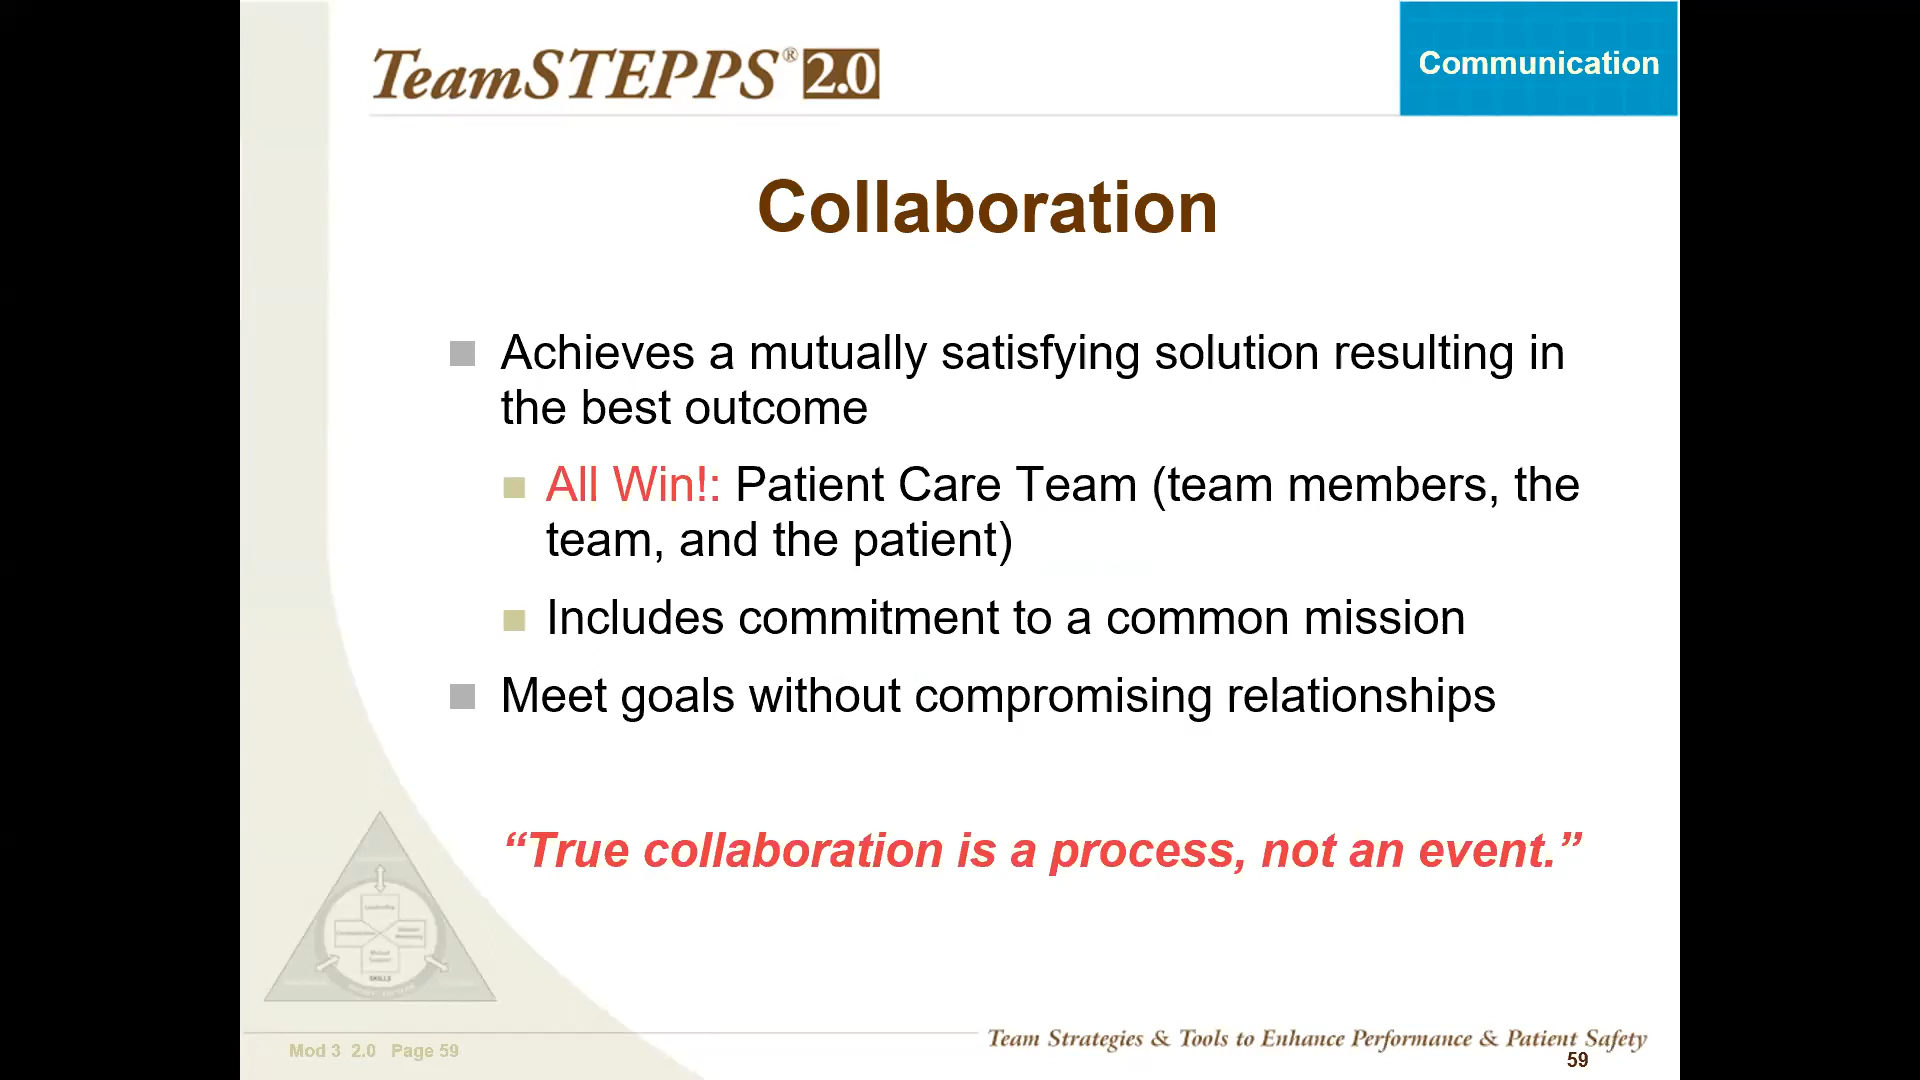 TeamSTEPPS® 2.0
Communication
Collaboration
Achieves a mutually satisfying solution resulting in
the best outcome
All Win!: Patient Care Team (team members, the
team, and the patient)
Includes commitment to a common mission
Meet goals without compromising relationships
“True collaboration is a process, not an event.”
SKILLS
Team Strategies & Tools to Enhance Performance & Patient Safety
Mod 3 2.0 Page 59
59